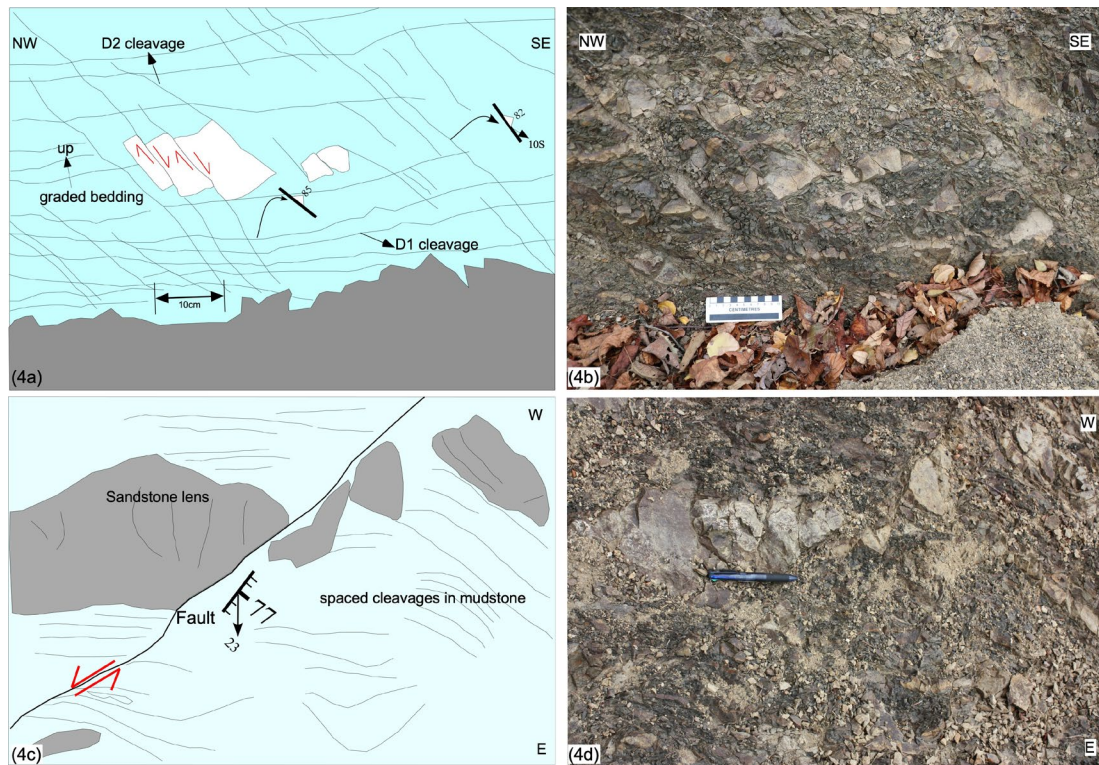 NW
SE
D2 cleavage
82
10S
up
graded bedding
85
D1 cleavage
10cm
(4a)
NW
SE
CENTIMETRES
(4b)
W
Sandstone lens
spaced cleavages in mudstone
Fault
77
23
(4c)
E
W
(4d)
E